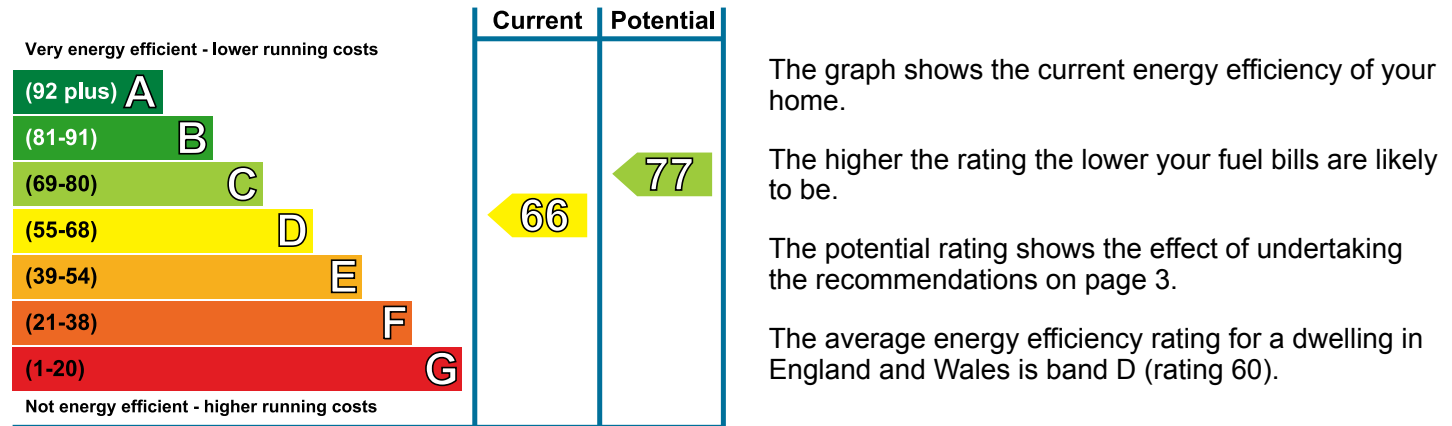 Current Potential
Very energy efficient - lower running costs
(92 plus) A
(81-91) B
(69-80) C
(55-68) D
(39-54) E
(21-38) F
(1-20) G
Not energy efficient - higher running costs
66
77
The graph shows the current energy efficiency of your
home.
The higher the rating the lower your fuel bills are likely
to be.
The potential rating shows the effect of undertaking
the recommendations on page 3.
The average energy efficiency rating for a dwelling in
England and Wales is band D (rating 60).